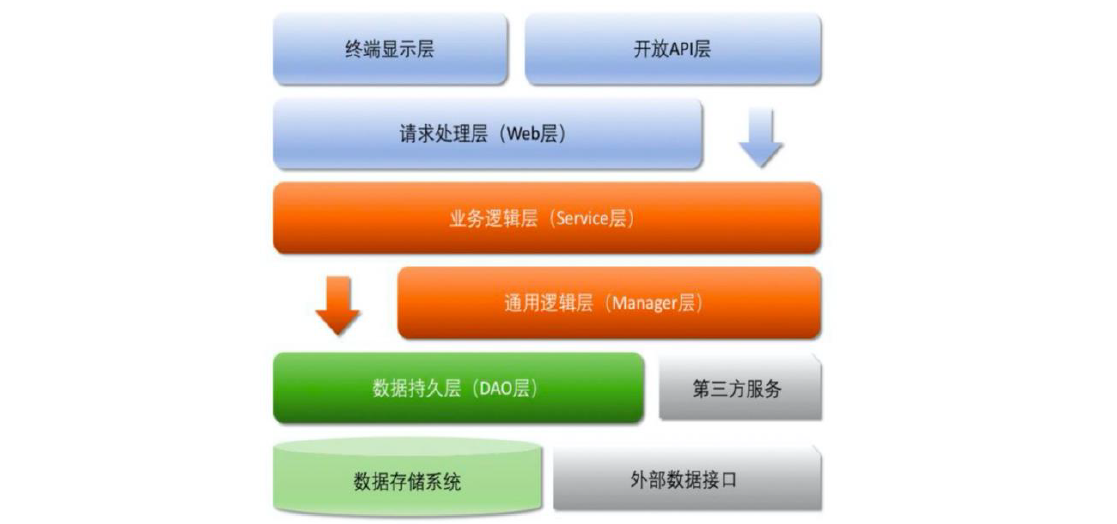 终端显示层
开放API层
请求处理层（Web层）
业务逻辑层（Service层）
通用逻辑层（Manager层）
数据持久层（DAO层）
第三方服务
数据存储系统
外部数据接口